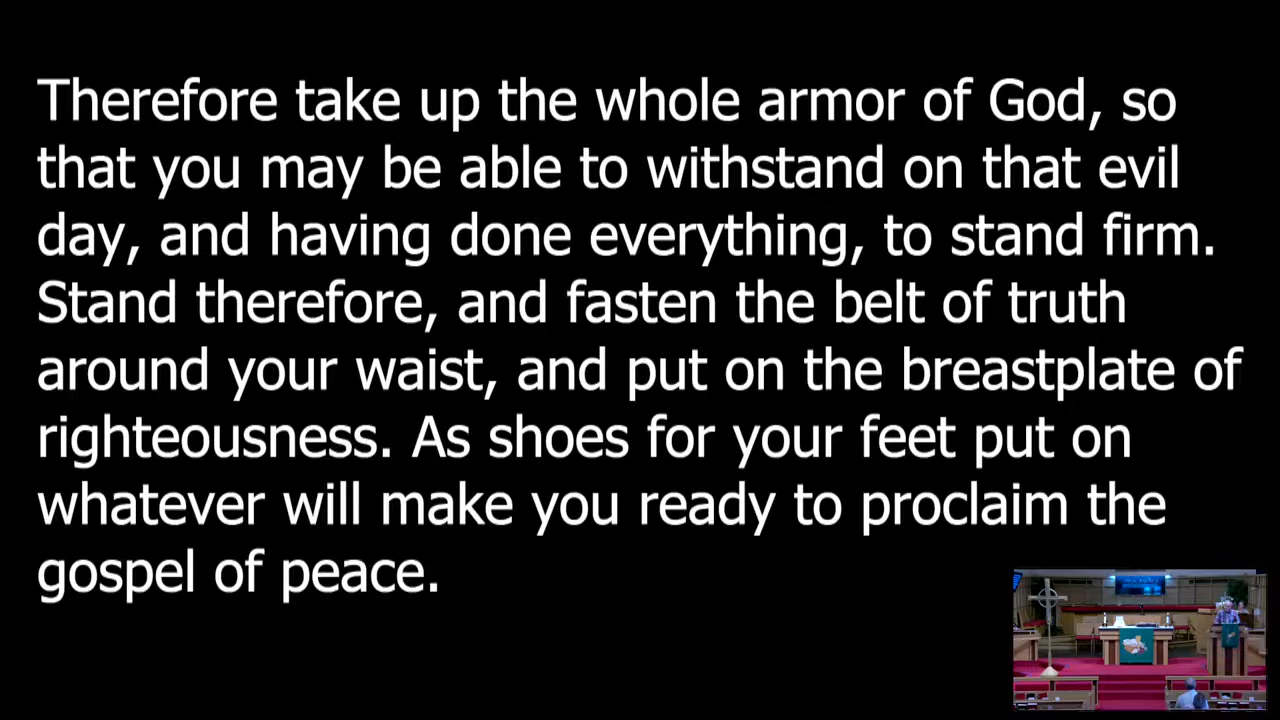 Therefore take up the whole armor of God, so
that you may be able to withstand on that evil
day, and having done everything, to stand firm.
Stand therefore, and fasten the belt of truth
around your waist, and put on the breastplate of
righteousness. As shoes for your feet put on
whatever will make you ready to proclaim the
gospel of peace.